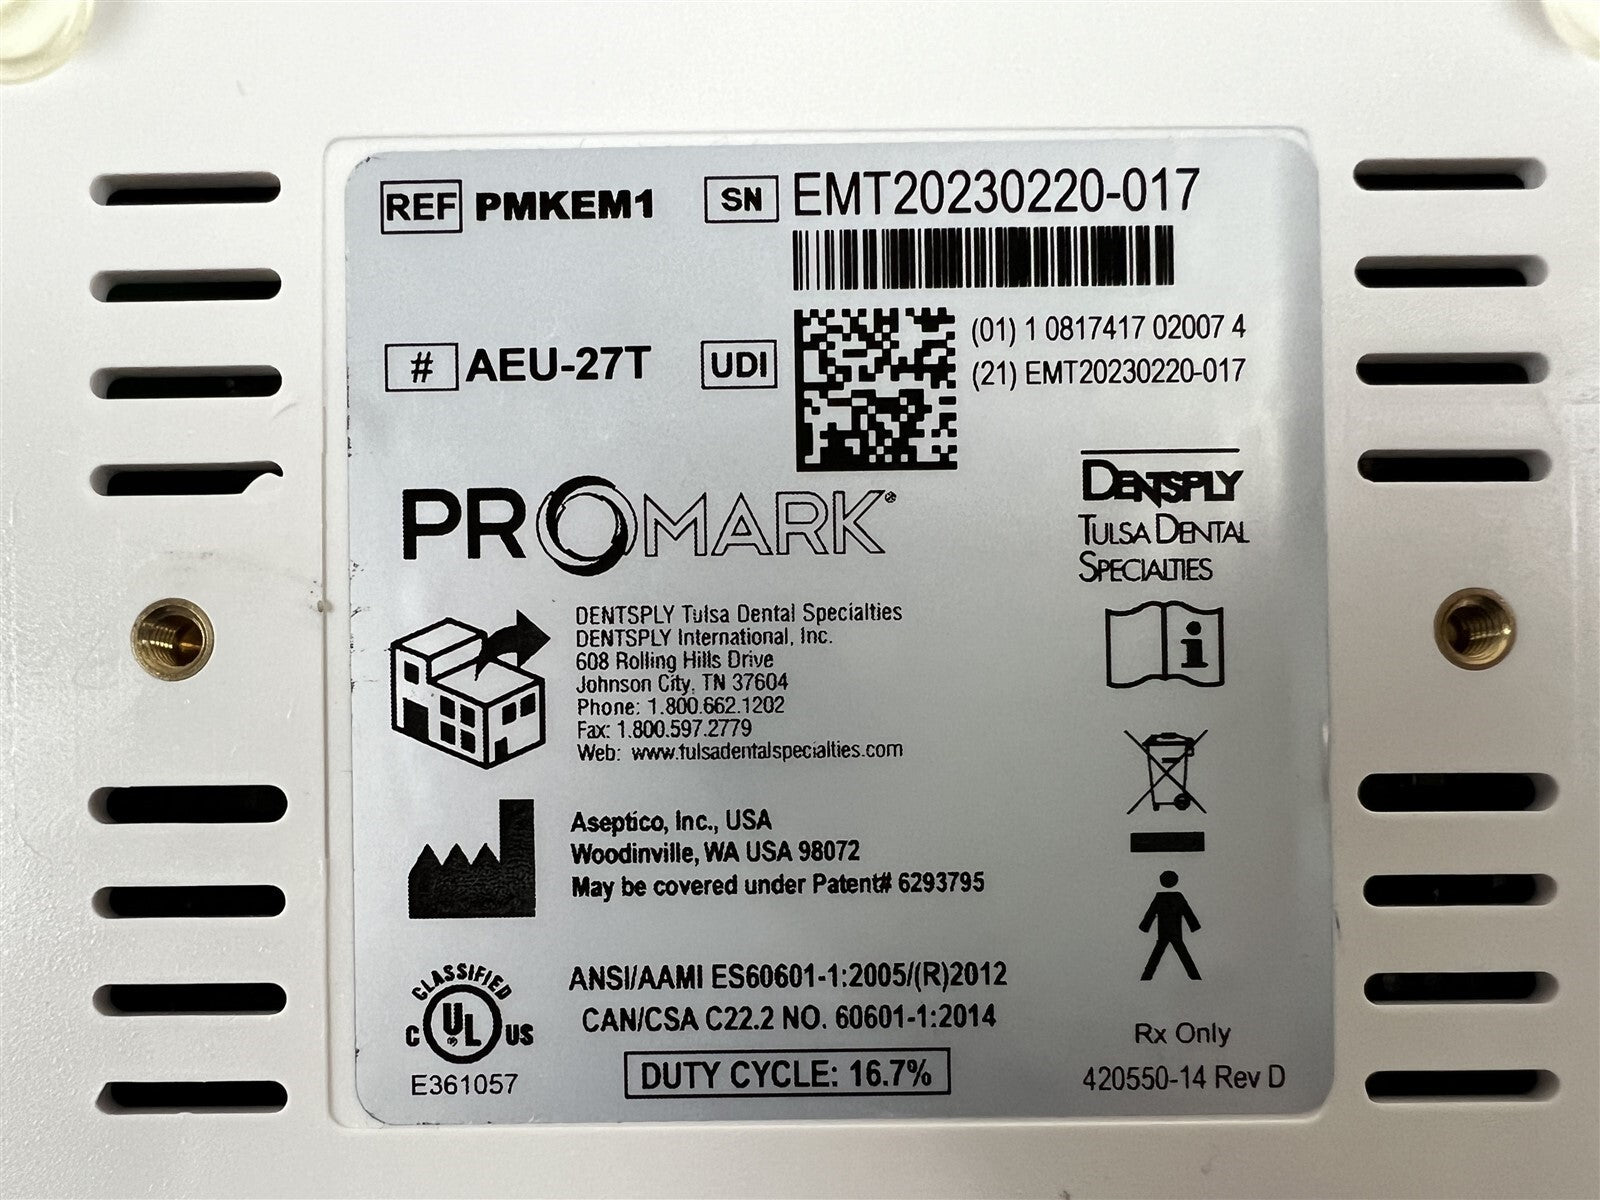 REF PMKEM1
SN EMT20230220-017
# AEU-27T
UDI
(01) 1 0817417 02007 4
(21) EMT20230220-017
PROMARK®
DENTSPLY
TULSA DENTAL
SPECIALTIES
DENTSPLY Tulsa Dental Specialties
DENTSPLY International, Inc.
608 Rolling Hills Drive
Johnson City, TN 37604
Phone: 1.800.662.1202
Fax: 1.800.597.2779
Web: www.tulsadentalspecialties.com
i
Aseptico, Inc., USA
Woodinville, WA USA 98072
May be covered under Patent# 6293795
CLASSIFIED
C UL® US
E361057
ANSI/AAMI ES60601-1:2005/(R)2012
CAN/CSA C22.2 NO. 60601-1:2014
DUTY CYCLE: 16.7%
Rx Only
420550-14 Rev D